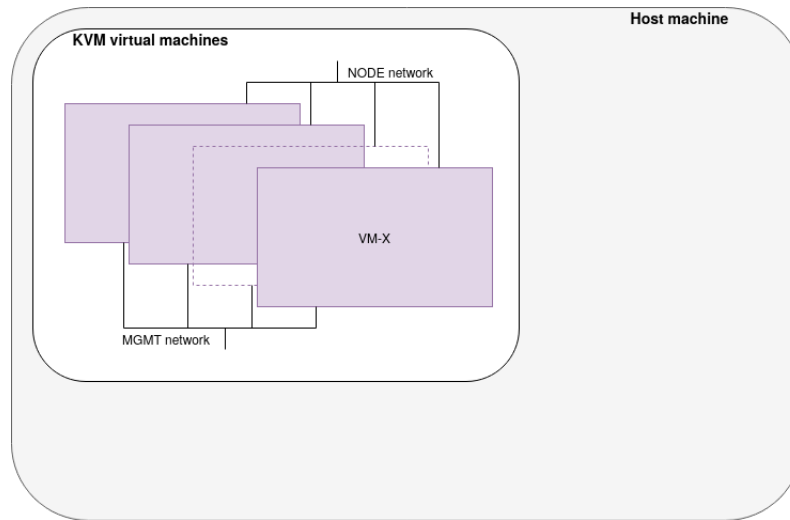 Host machine
KVM virtual machines
NODE network
VM-X
MGMT network